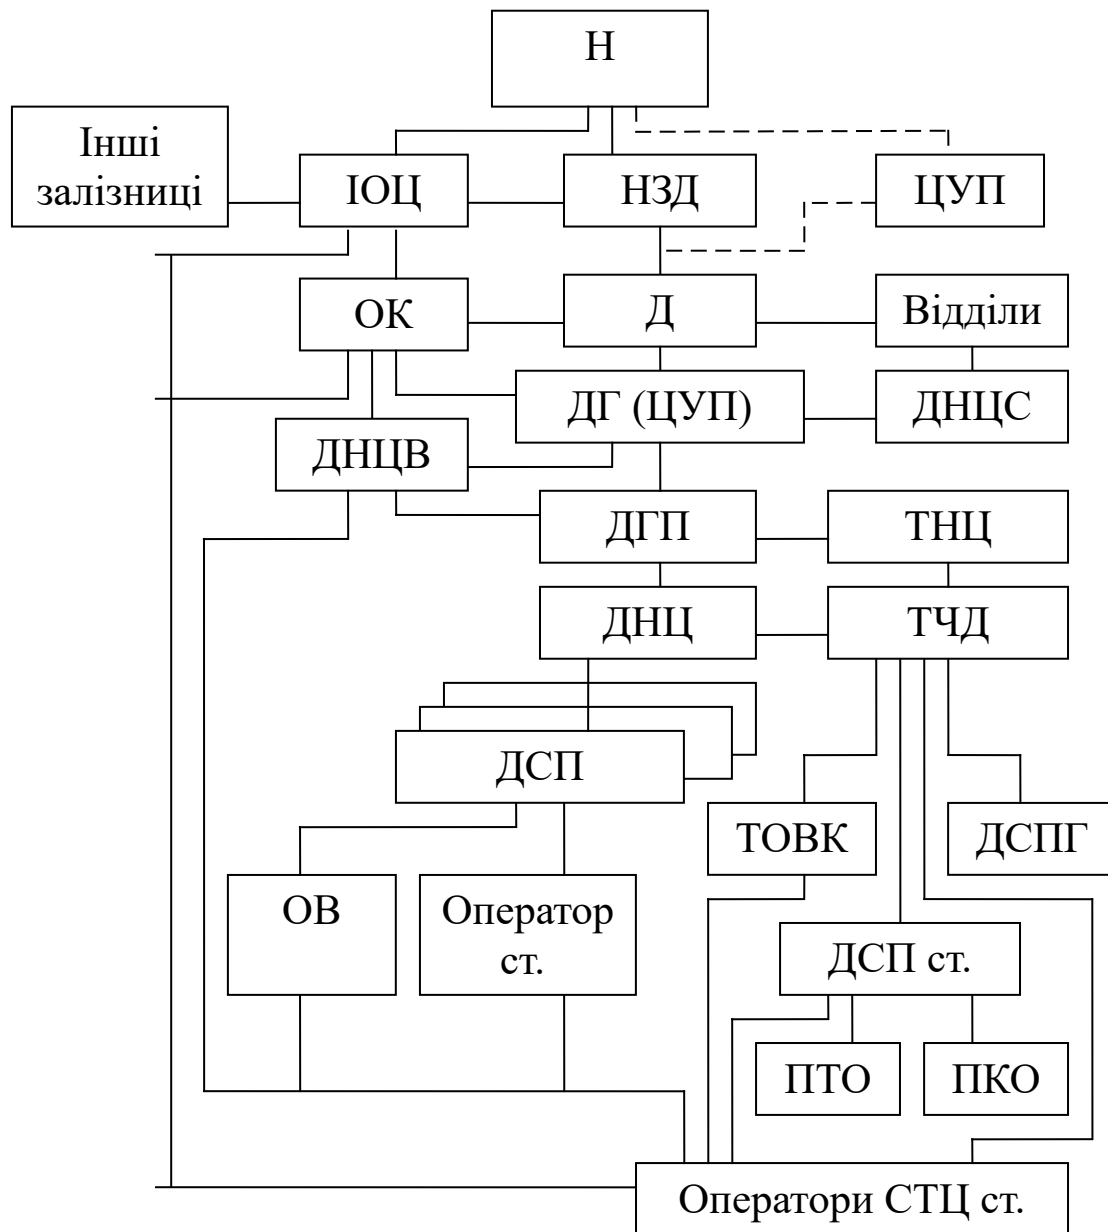 Н
Інші
залізниці
ІОЦ
НЗД
ЦУП
ОК
Д
Відділи
ДГ (ЦУП)
ДНЦС
ДНЦВ
ДГП
ТНЦ
ДНЦ
ТЧД
ДСП
ТОВК
ДСПГ
ОВ
Оператор
ст.
ДСП ст.
ПТО
ПКО
Оператори СТЦ ст.